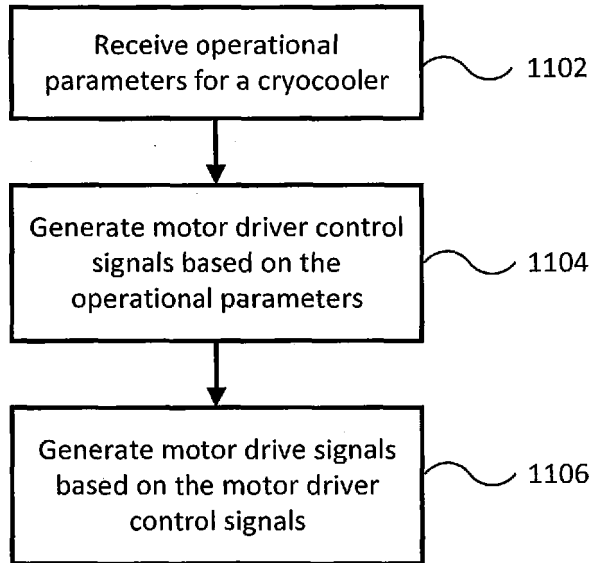 Receive operational
parameters for a cryocooler
1102
Generate motor driver control
signals based on the
operational parameters
1104
Generate motor drive signals
based on the motor driver
control signals
1106